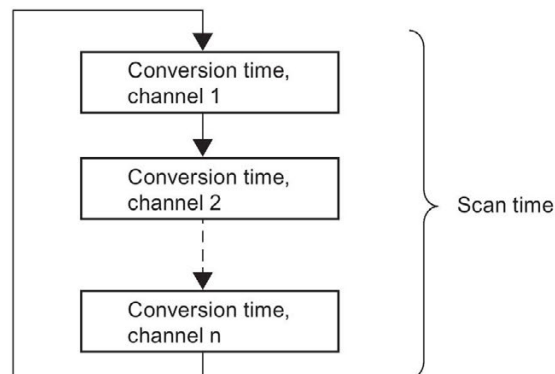 Conversion time,
channel 1
Conversion time,
channel 2
Scan time
Conversion time,
channel n